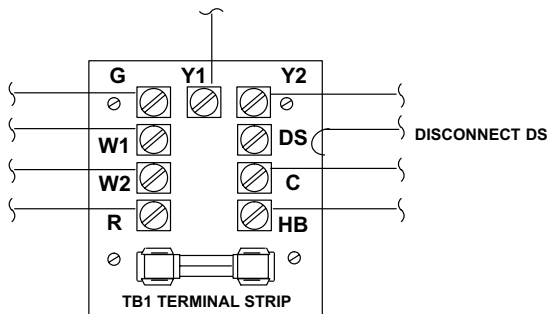 G Y1 Y2
W1 DS DISCONNECT DS
W2 C
R HB
TB1 TERMINAL STRIP